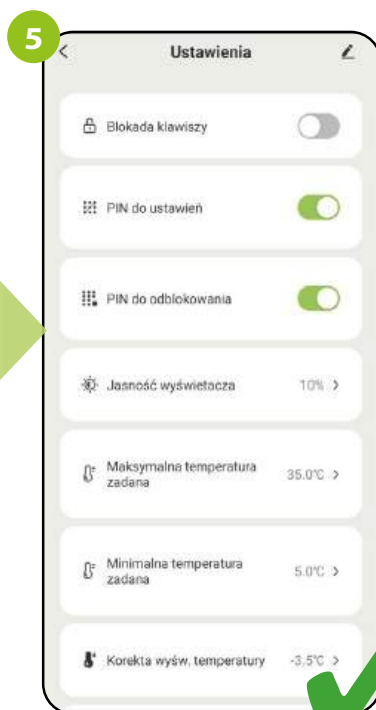 5
Ustawienia
Blokada klawiszy
PIN do ustawień
PIN do odblokowania
Jasność wyświetlacza 10%
Maksymalna temperatura
zadana 35.0°C
Minimalna temperatura
zadana 5.0°C
Korekta wyśw. temperatury -3.5°C